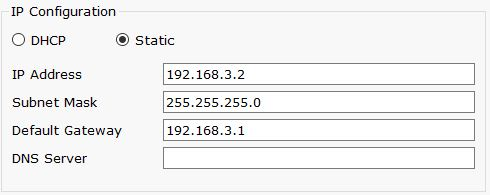 IP Configuration
DHCP Static
IP Address 192.168.3.2
Subnet Mask 255.255.255.0
Default Gateway 192.168.3.1
DNS Server